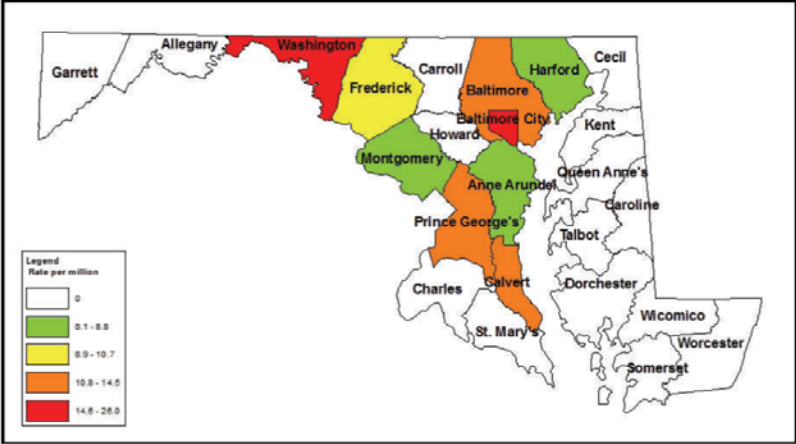 Garrett
Allegany
Washington
Frederick
Carroll
Baltimore
Harford
Cecil
Baltimore City
Howard
Kent
Montgomery
Anne Arundel
Queen Anne's
Caroline
Prince George's
Talbot
Calvert
Charles
Dorchester
St. Mary's
Wicomico
Worcester
Somerset
Legend
Rate per million
0
0.1 - 8.8
8.9 - 10.7
10.8 - 14.5
14.6 - 26.0